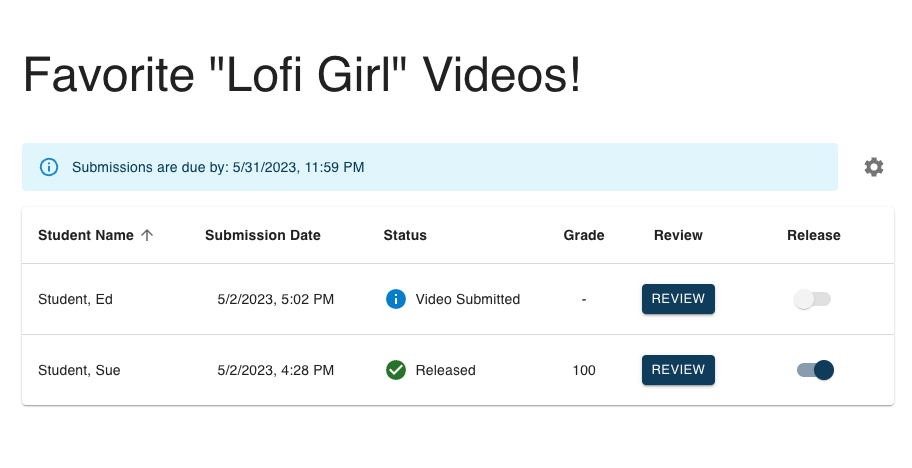 Favorite "Lofi Girl" Videos!
Submissions are due by: 5/31/2023, 11:59 PM
Student Name Submission Date Status Grade Review Release
Student, Ed 5/2/2023, 5:02 PM Video Submitted - REVIEW
Student, Sue 5/2/2023, 4:28 PM Released 100 REVIEW